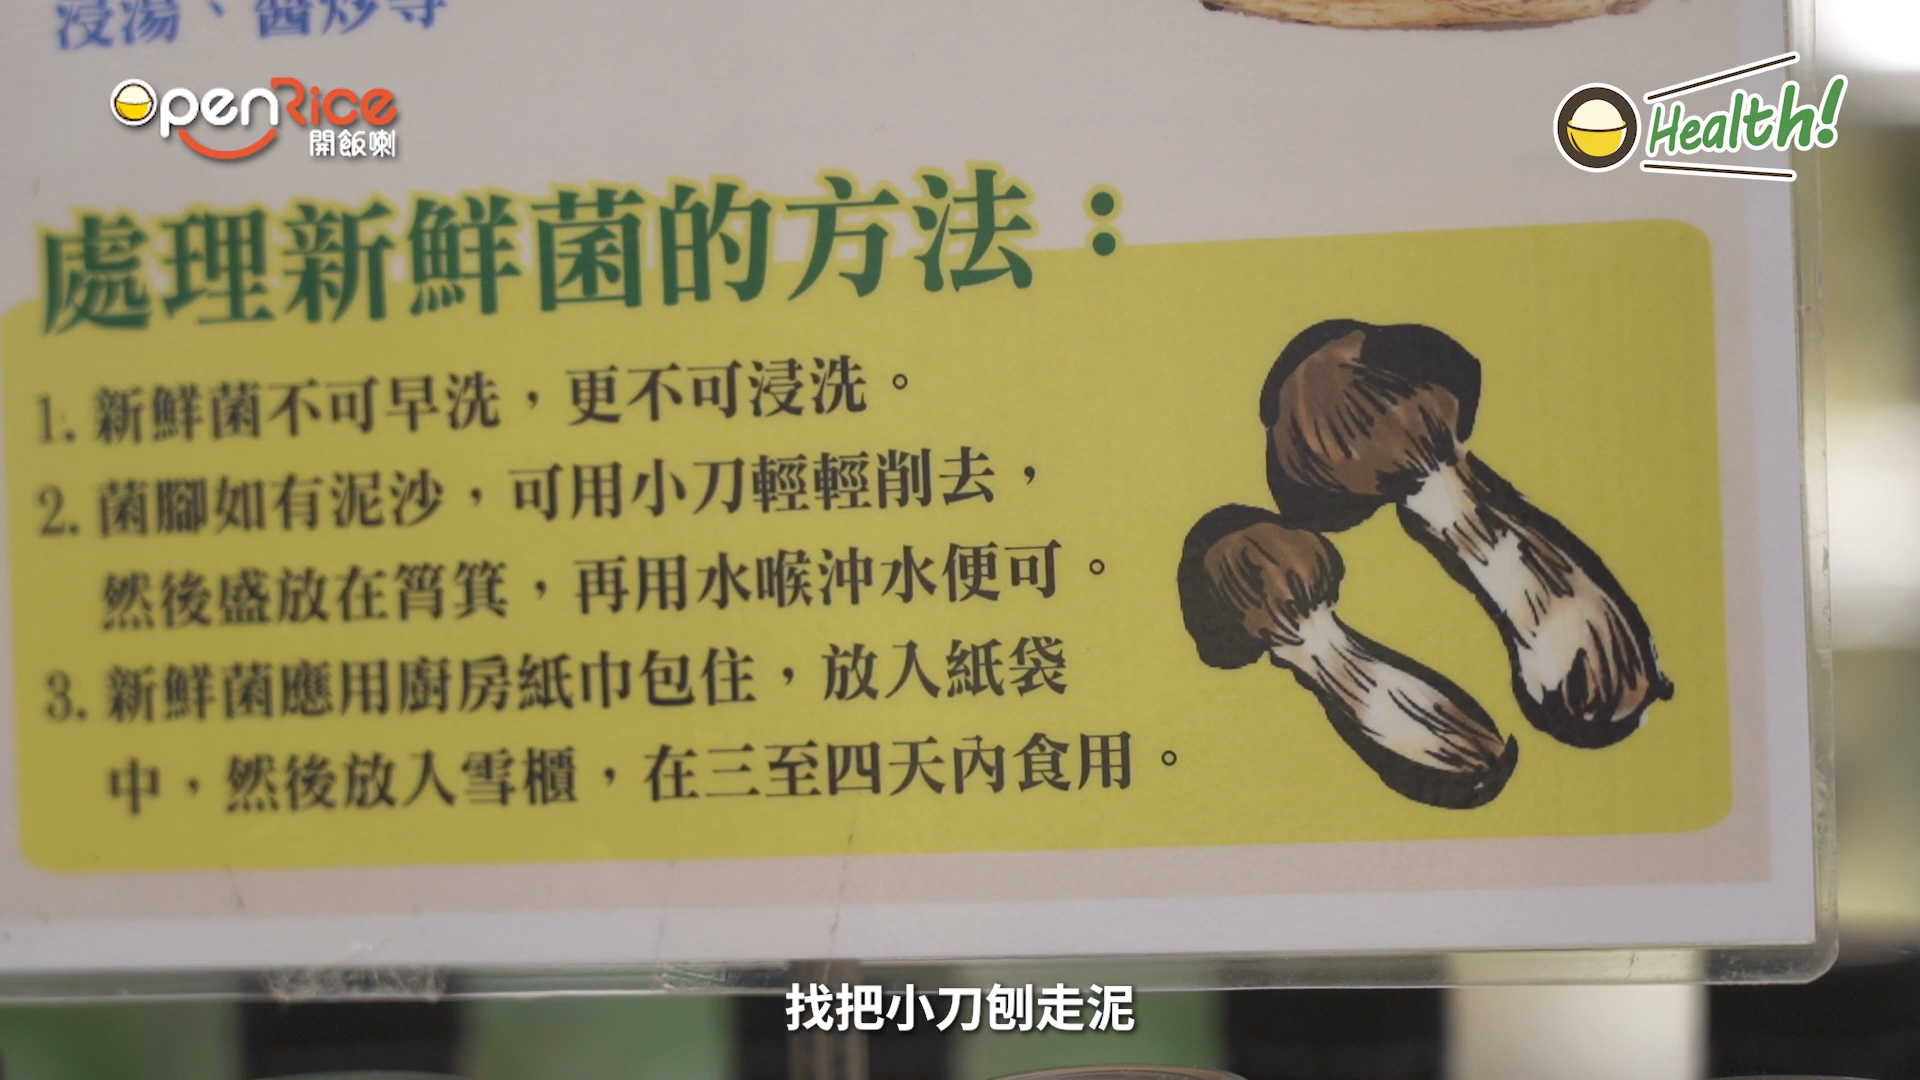 浸湯、醬炒等
OpenRice
開飯喇
Health!
處理新鮮菌的方法：
1. 新鮮菌不可早洗，更不可浸洗。
2. 菌腳如有泥沙，可用小刀輕輕削去，
然後盛放在筲箕，再用水喉沖水便可。
3. 新鮮菌應用廚房紙巾包住，放入紙袋
中，然後放入雪櫃，在三至四天內食用。
找把小刀刨走泥